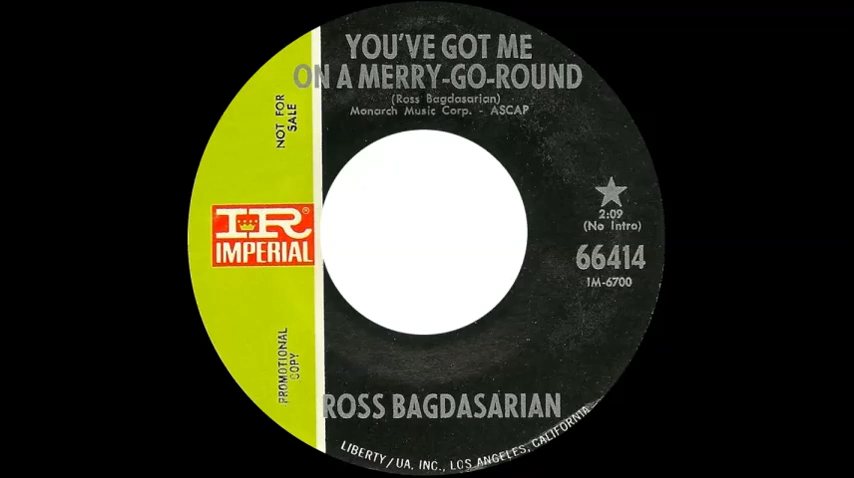 YOU'VE GOT ME
ON A MERRY-GO-ROUND
(Ross Bagdasarian)
Monarch Music Corp. - ASCAP
NOT FOR
SALE
IR®
IMPERIAL
2:09
(No Intro)
66414
IM-6700
PROMOTIONAL
COPY
ROSS BAGDASARIAN
LIBERTY/UA, INC., LOS ANGELES, CALIFORNIA